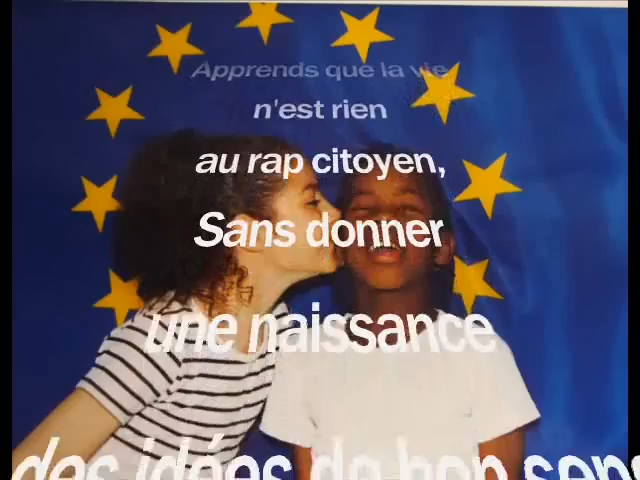 Apprends que la vie
n'est rien
au rap citoyen,
Sans donner
une naissance
des idées de bon sens